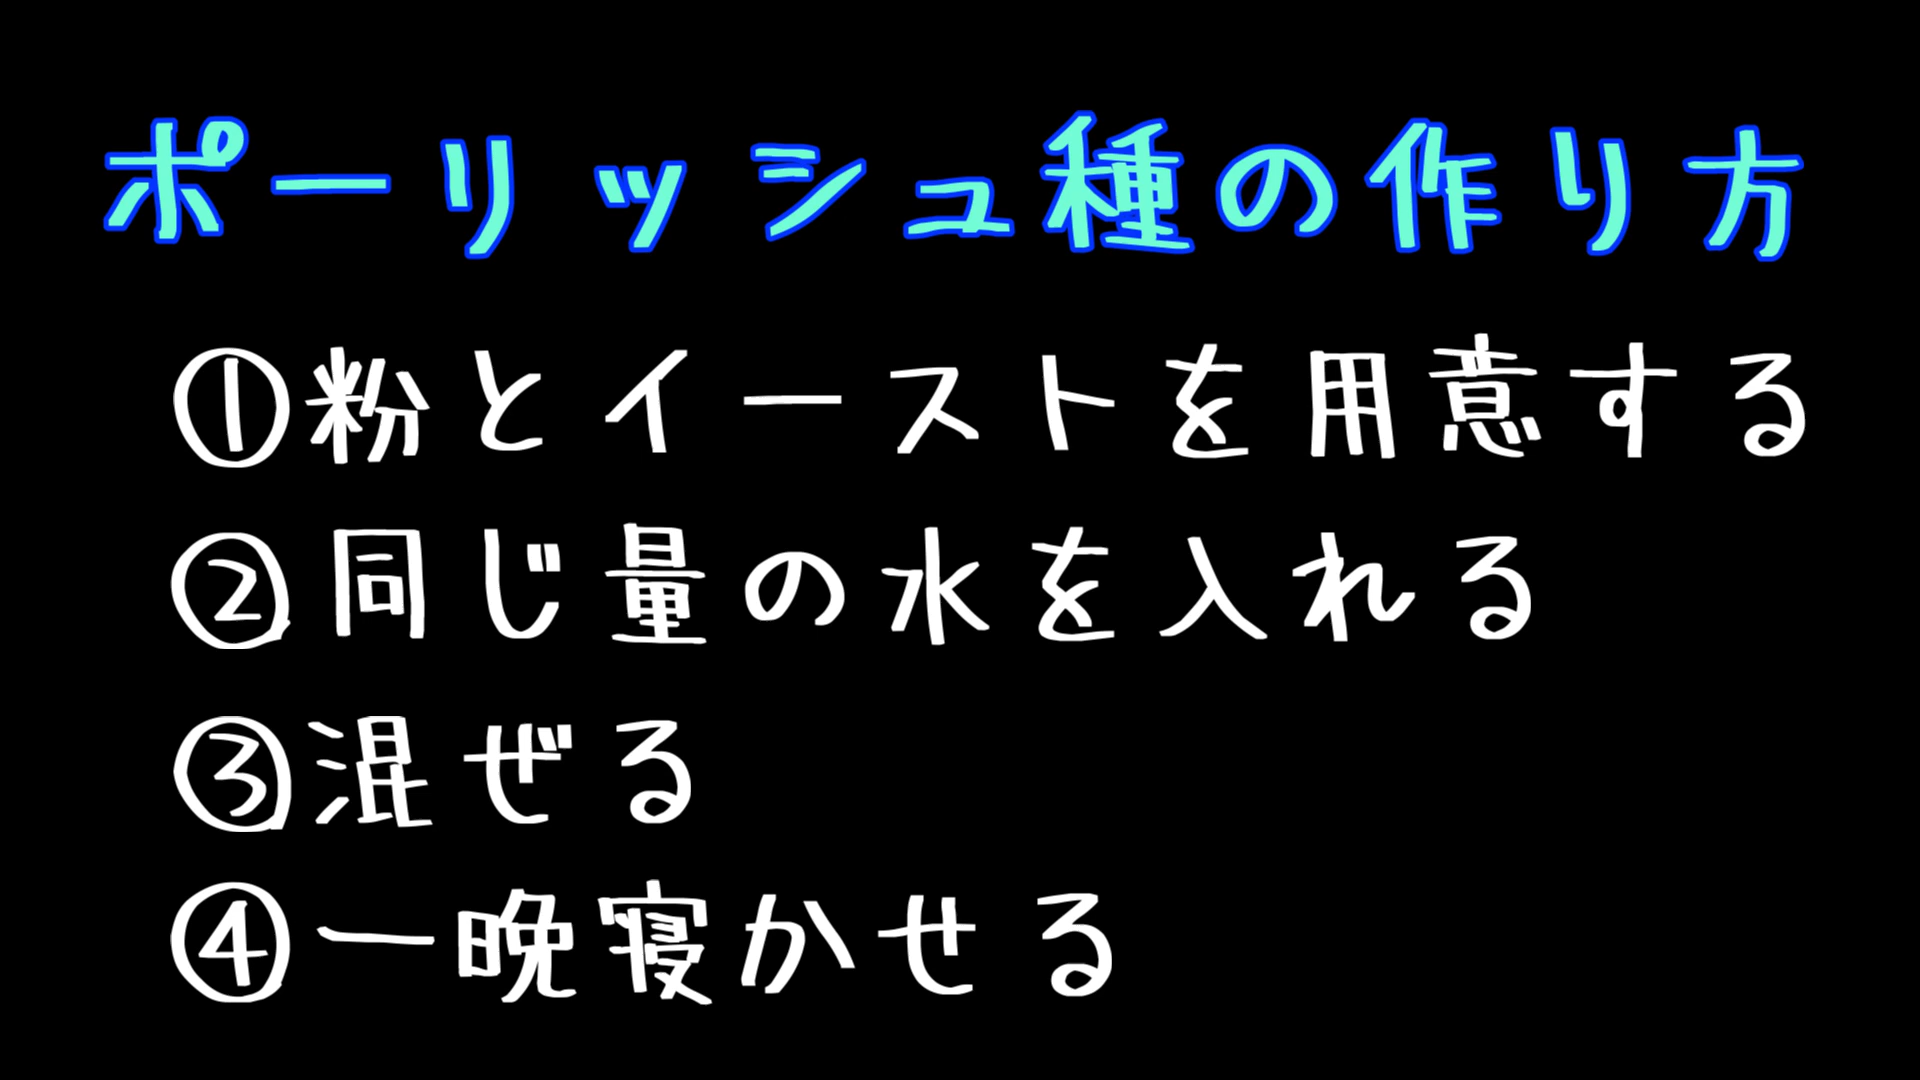 ポーリッシュ種の作り方
①粉とイーストを用意する
②同じ量の水を入れる
③混ぜる
④一晩寝かせる